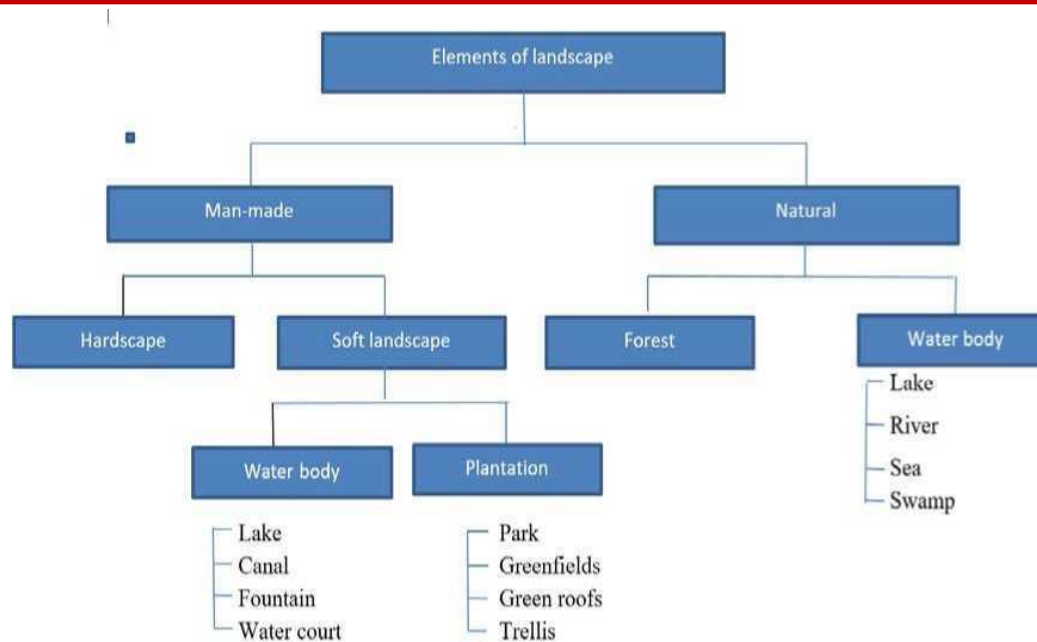 Elements of landscape
Man-made
Natural
Hardscape
Soft landscape
Forest
Water body
Lake
River
Sea
Swamp
Water body
Plantation
Lake
Canal
Fountain
Water court
Park
Greenfields
Green roofs
Trellis